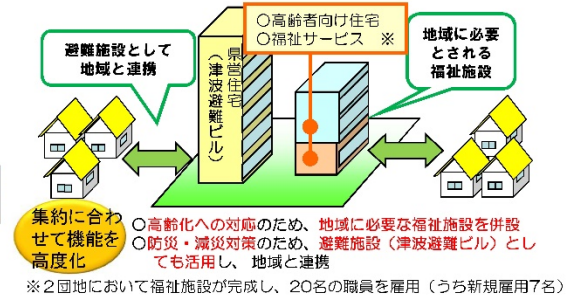 ○高齢者向け住宅
○福祉サービス ※
避難施設として
地域と連携
県営住宅
(津波避難ビル)
地域に必要
とされる
福祉施設
集約に合わ
せて機能を
高度化
○高齢化への対応のため、地域に必要な福祉施設を併設
○防災・減災対策のため、避難施設（津波避難ビル）とし
ても活用し、地域と連携
※２団地において福祉施設が完成し、20名の職員を雇用（うち新規雇用7名）